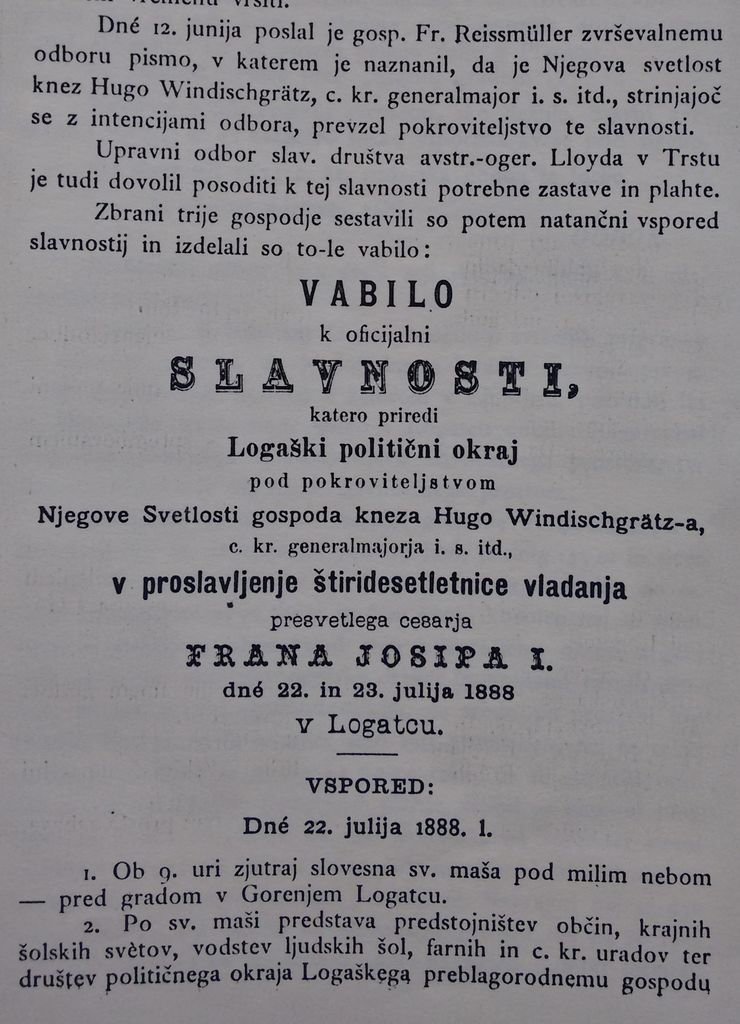 vršiti.
Dné 12. junija poslal je gosp. Fr. Reissmüller zvrševalnemu
odboru pismo, v katerem je naznanil, da je Njegova svetlost
knez Hugo Windischgrätz, c. kr. generalmajor i. s. itd., strinjajoč
se z intencijami odbora, prevzel pokroviteljstvo te slavnosti.
Upravni odbor slav. društva avstr.-oger. Lloyda v Trstu
je tudi dovolil posoditi k tej slavnosti potrebne zastave in plahte.
Zbrani trije gospodje sestavili so potem natančni vspored
slavnostij in izdelali so to-le vabilo:
VABILO
k oficijalni
SLAVNOSTI,
katero priredi
Logaški politični okraj
pod pokroviteljstvom
Njegove Svetlosti gospoda kneza Hugo Windischgrätz-a,
c. kr. generalmajorja i. s. itd.,
v proslavljenje štiridesetletnice vladanja
presvetlega cesarja
FRANA JOSIPA I.
dné 22. in 23. julija 1888
v Logatcu.
VSPORED:
Dné 22. julija 1888. l.
1. Ob 9. uri zjutraj slovesna sv. maša pod milim nebom
— pred gradom v Gorenjem Logatcu.
2. Po sv. maši predstava predstojništev občin, krajnih
šolskih svètov, vodstev ljudskih šol, farnih in c. kr. uradov ter
društev političnega okraja Logaškega preblagorodnemu gospodu